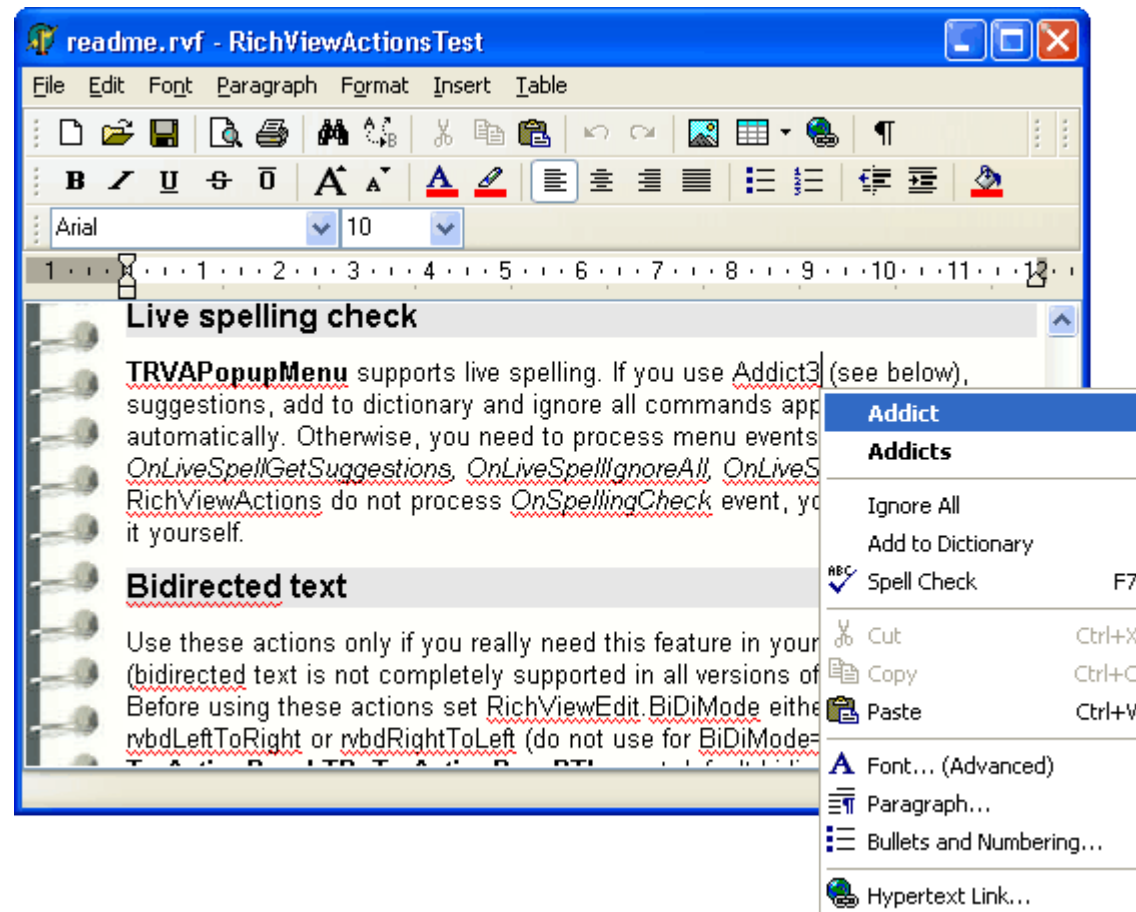 readme.rvf - RichViewActionsTest
File Edit Font Paragraph Format Insert Table
B I U S O A A A
Arial 10
1 1 2 3 4 5 6 7 8 9 10 11 12
Live spelling check
TRVAPopupMenu supports live spelling. If you use Addict3 (see below),
suggestions, add to dictionary and ignore all commands app
automatically. Otherwise, you need to process menu events
OnLiveSpellGetSuggestions, OnLiveSpellIgnoreAll, OnLiveS
RichViewActions do not process OnSpellingCheck event, yo
it yourself.
Bidirected text
Use these actions only if you really need this feature in your
(bidirected text is not completely supported in all versions of
Before using these actions set RichViewEdit.BiDiMode eithe
rvbdLeftToRight or rvbdRightToLeft (do not use for BiDiMode=
Addict
Addicts
Ignore All
Add to Dictionary
ABC Spell Check F7
Cut Ctrl+X
Copy Ctrl+C
Paste Ctrl+V
A Font... (Advanced)
Paragraph...
Bullets and Numbering...
Hypertext Link...